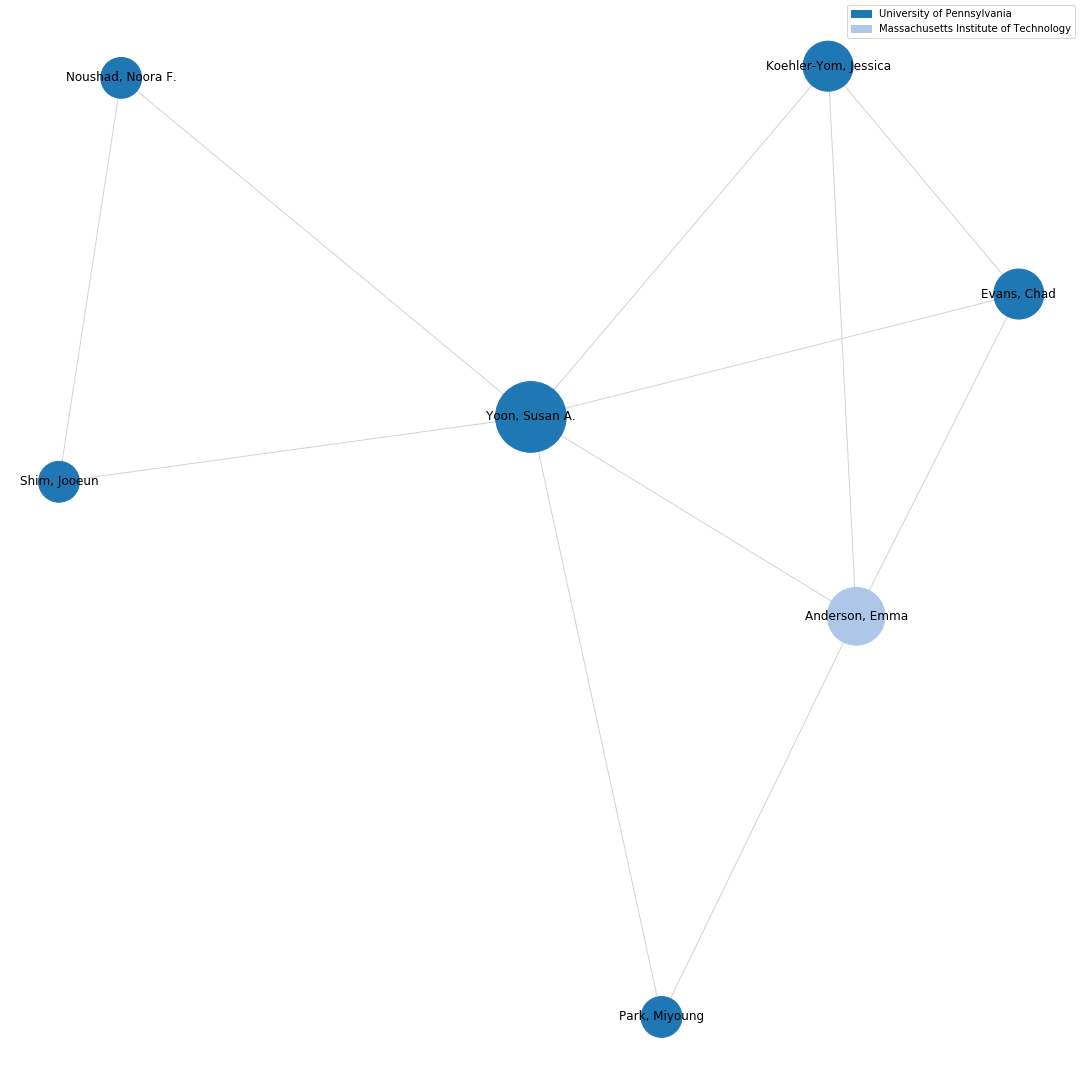 University of Pennsylvania
Massachusetts Institute of Technology
Koehler-Yom, Jessica
Noushad, Noora F.
Evans, Chad
Yoon, Susan A.
Shim, Jooeun
Anderson, Emma
Park, Miyoung